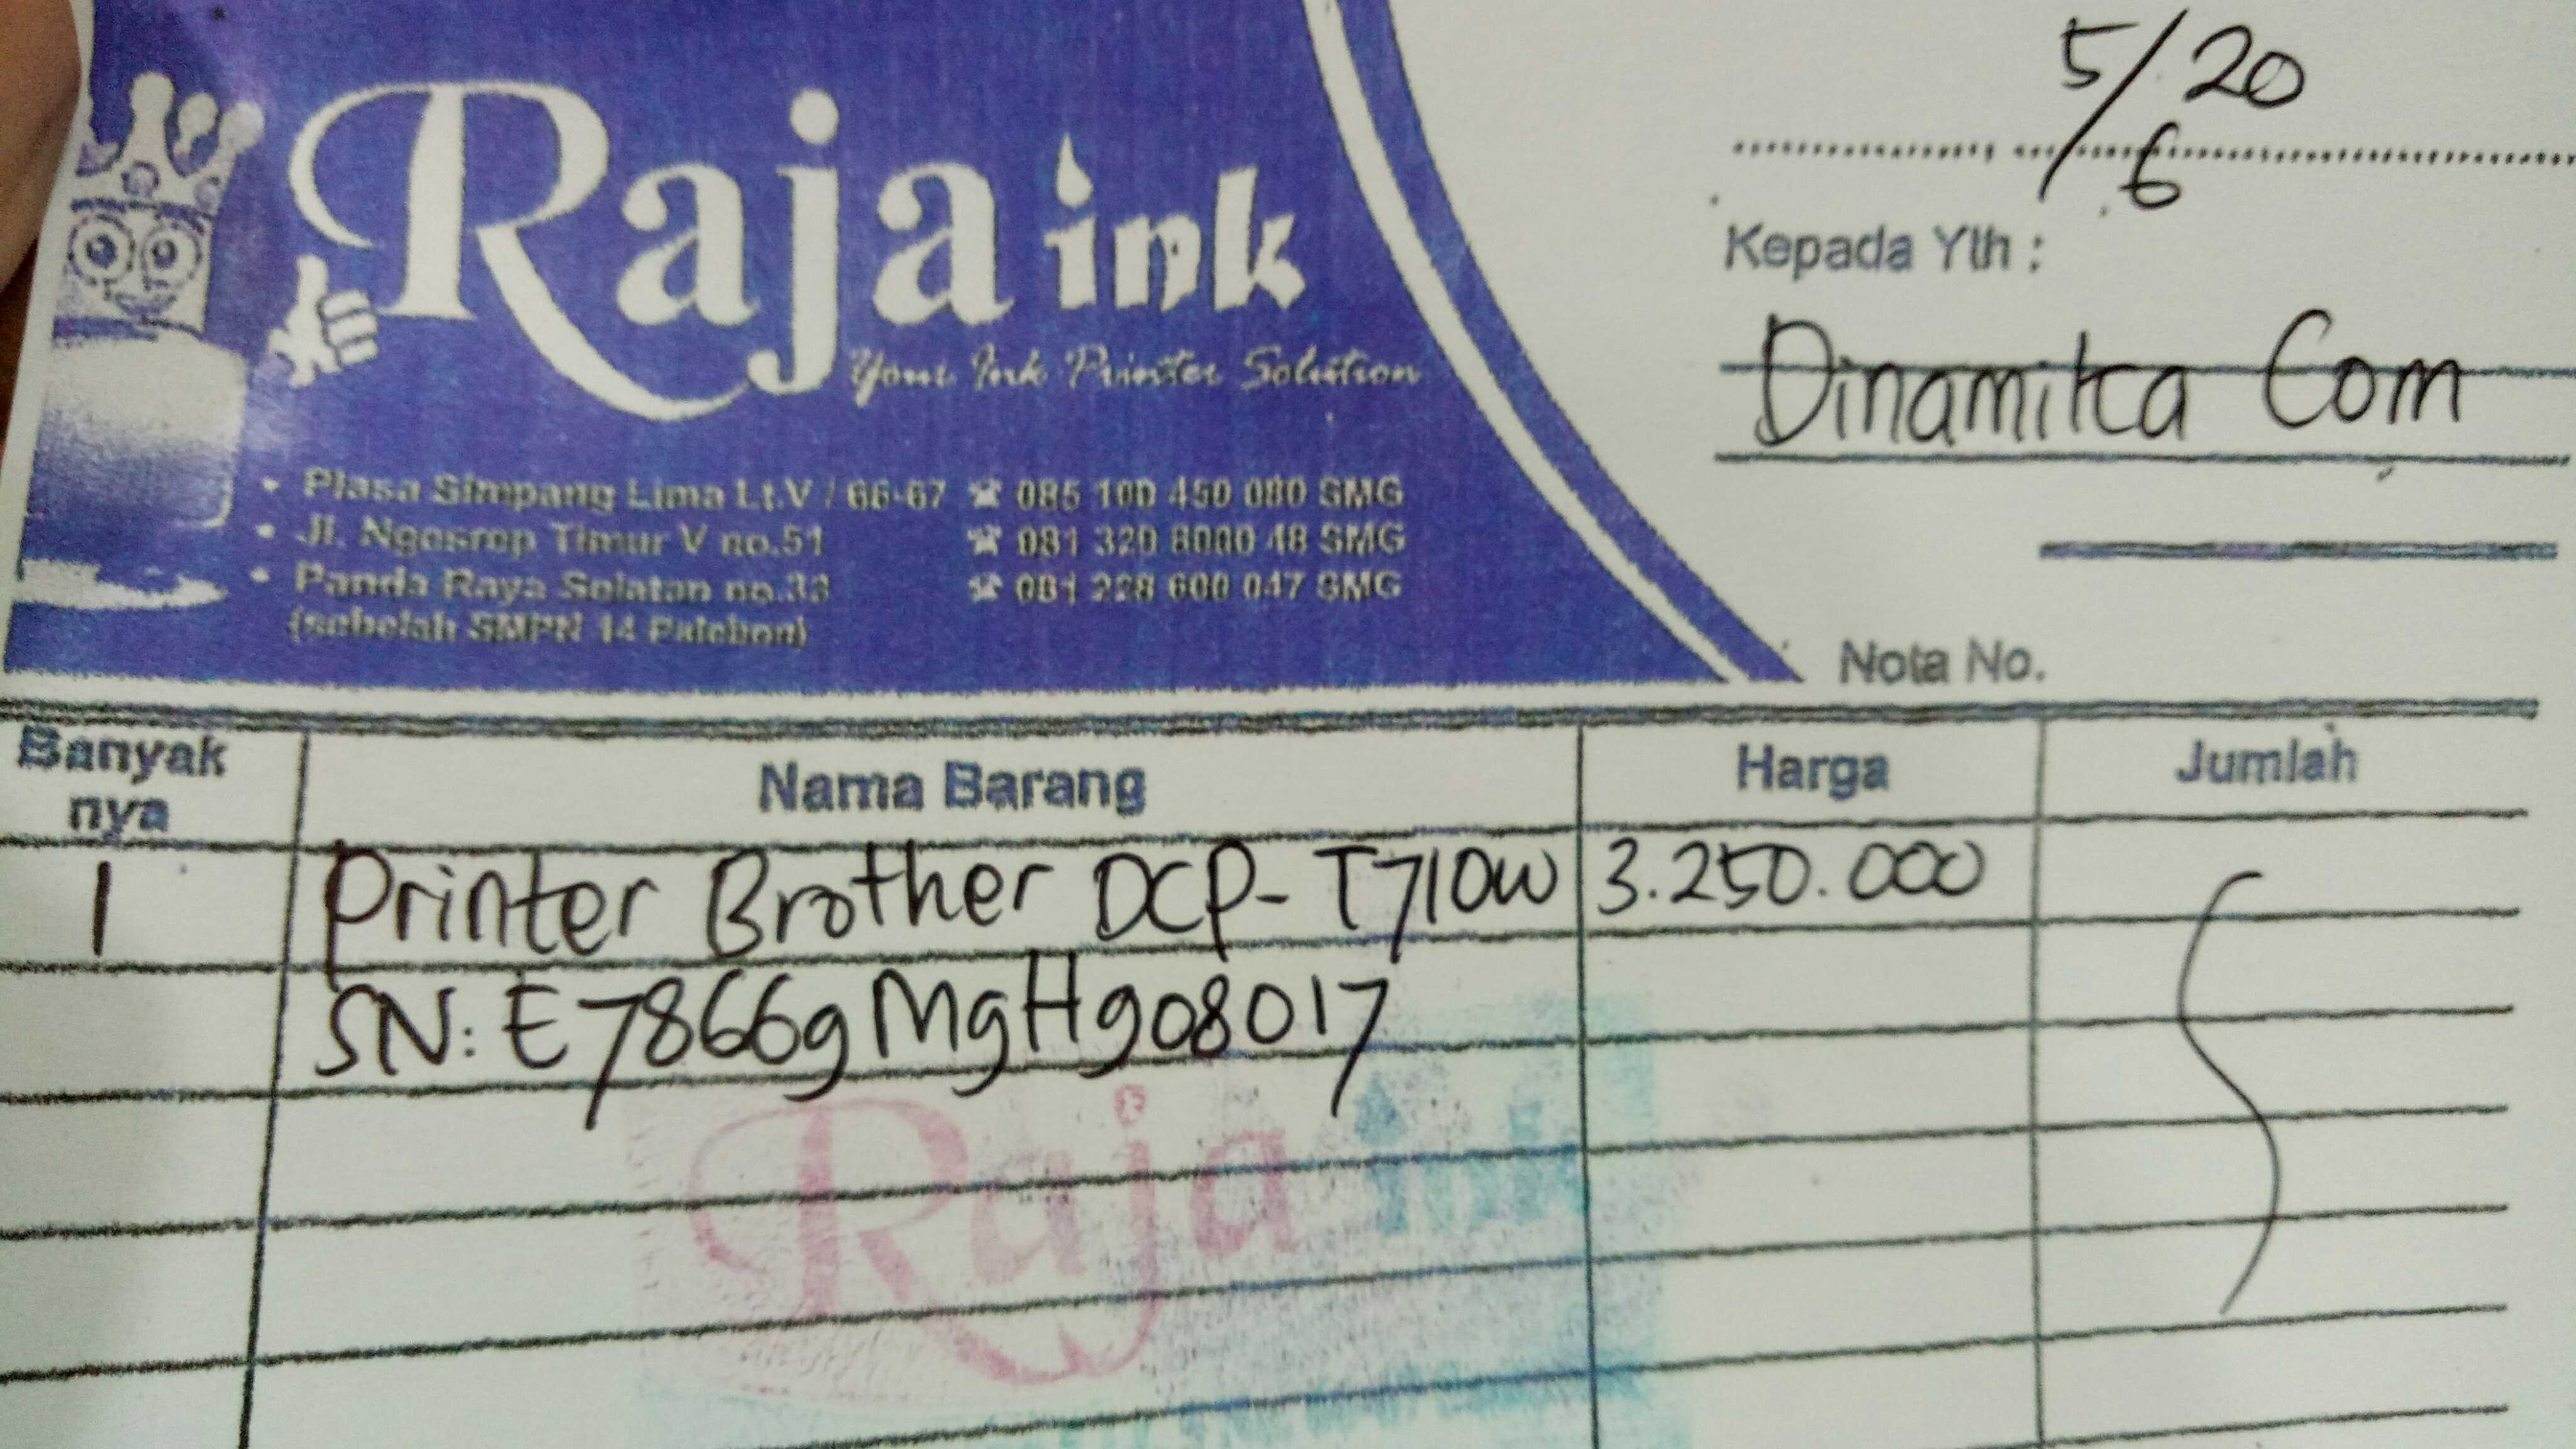 Raja ink
Your Ink Printer Solution
• Plasa Simpang Lima Lt.V / 66-67 ☎ 085 100 450 080 SMG
• Jl. Ngesrep Timur V no.51 ☎ 081 320 8000 48 SMG
• Panda Raya Selatan no.33 ☎ 081 228 600 047 SMG
(sebelah SMPN 14 Palebon)
5/6 20
Kepada Yth :
Dinamika Com
Nota No.
Banyak nya Nama Barang Harga Jumlah
1 Printer Brother DCP-T710W 3.250.000
SN: E78669M9H908017
Raja ink